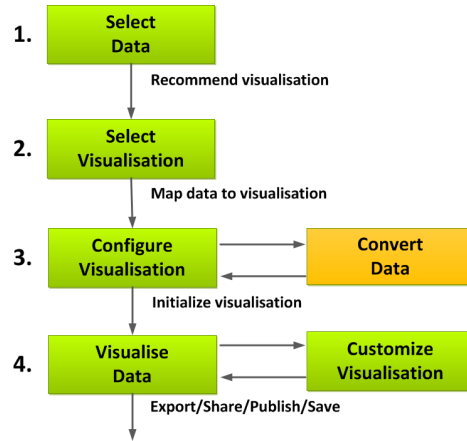 1.
Select
Data
Recommend visualisation
2.
Select
Visualisation
Map data to visualisation
3.
Configure
Visualisation
Convert
Data
Initialize visualisation
4.
Visualise
Data
Customize
Visualisation
Export/Share/Publish/Save